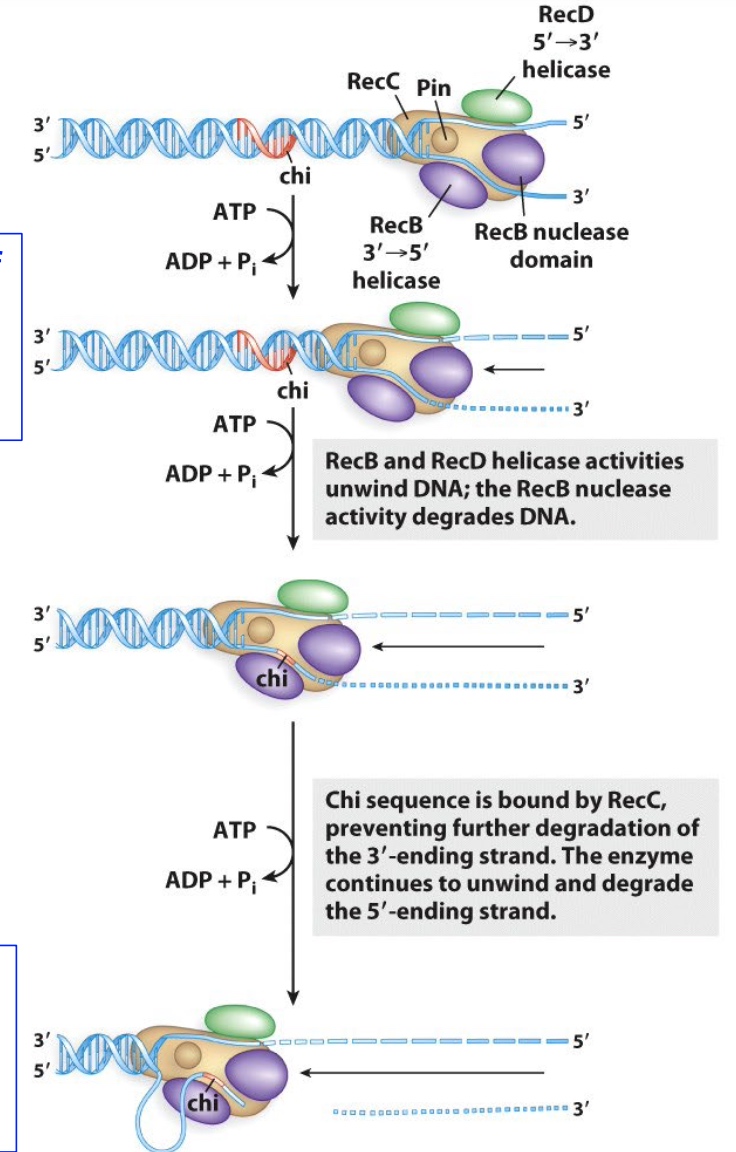 RecD
5′→3′
helicase
RecC
Pin
3′
5′
5′
3′
chi
RecB
3′→5′
helicase
RecB nuclease
domain
ATP
ADP + Pi
3′
5′
5′
3′
chi
ATP
ADP + Pi
RecB and RecD helicase activities
unwind DNA; the RecB nuclease
activity degrades DNA.
3′
5′
5′
3′
chi
ATP
ADP + Pi
Chi sequence is bound by RecC,
preventing further degradation of
the 3′-ending strand. The enzyme
continues to unwind and degrade
the 5′-ending strand.
3′
5′
5′
3′
chi